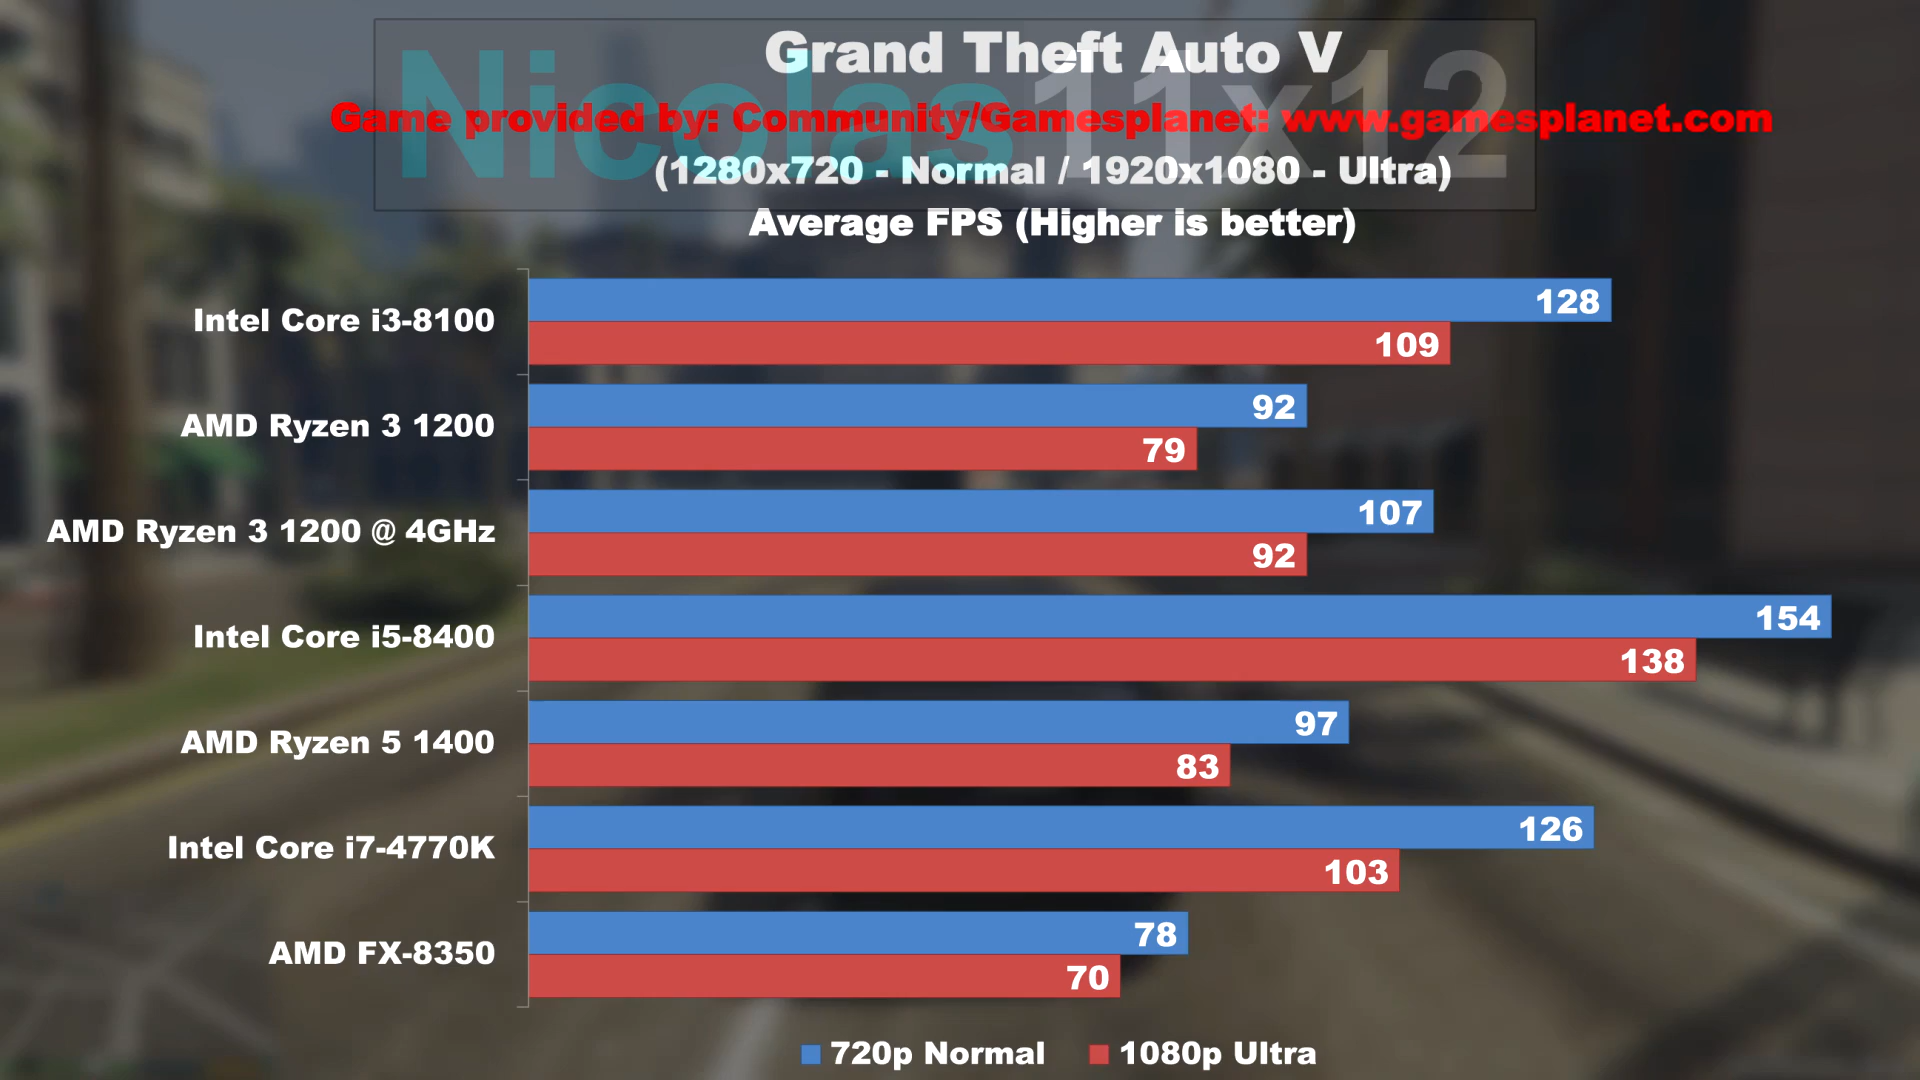 Nicolas11x12
Grand Theft Auto V
Game provided by: Community/Gamesplanet: www.gamesplanet.com
(1280x720 - Normal / 1920x1080 - Ultra)
Average FPS (Higher is better)
Intel Core i3-8100
128
109
AMD Ryzen 3 1200
92
79
AMD Ryzen 3 1200 @ 4GHz
107
92
Intel Core i5-8400
154
138
AMD Ryzen 5 1400
97
83
Intel Core i7-4770K
126
103
AMD FX-8350
78
70
720p Normal
1080p Ultra